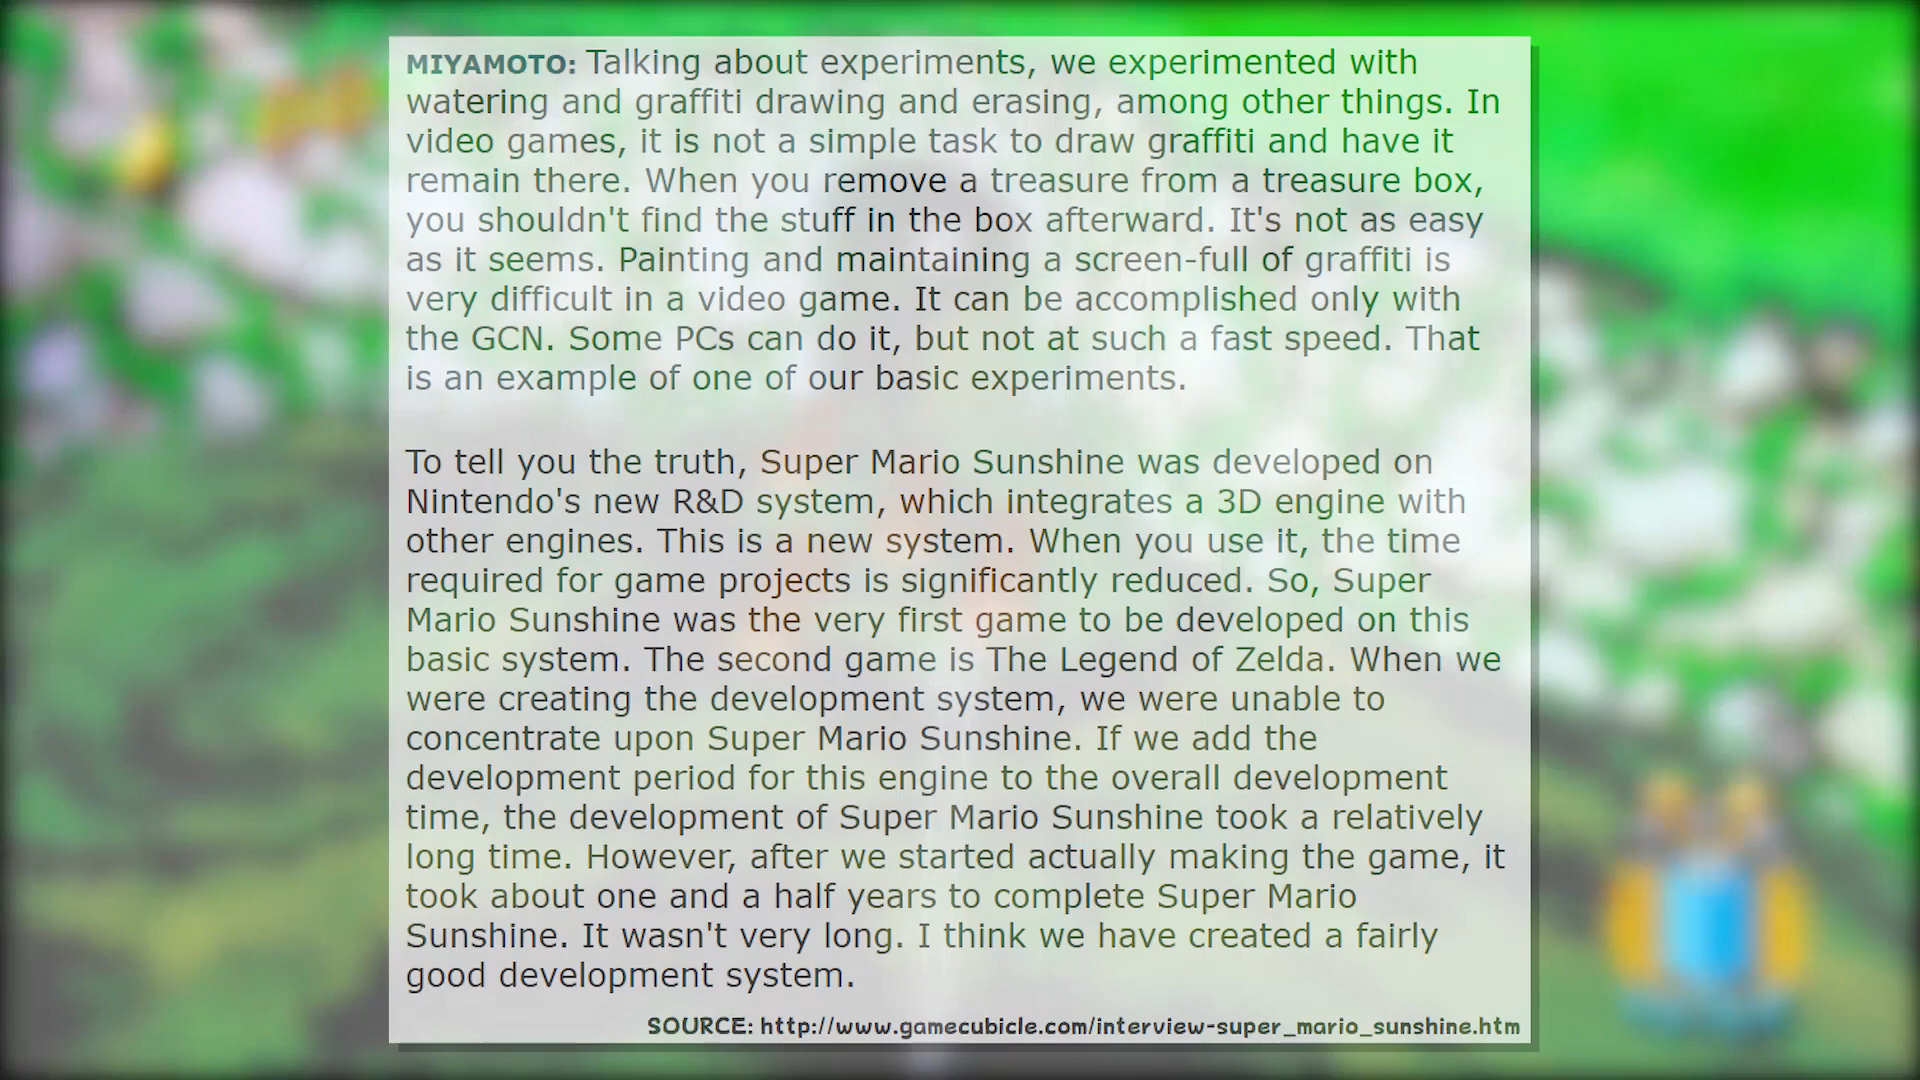 MIYAMOTO: Talking about experiments, we experimented with
watering and graffiti drawing and erasing, among other things. In
video games, it is not a simple task to draw graffiti and have it
remain there. When you remove a treasure from a treasure box,
you shouldn't find the stuff in the box afterward. It's not as easy
as it seems. Painting and maintaining a screen-full of graffiti is
very difficult in a video game. It can be accomplished only with
the GCN. Some PCs can do it, but not at such a fast speed. That
is an example of one of our basic experiments.
To tell you the truth, Super Mario Sunshine was developed on
Nintendo's new R&D system, which integrates a 3D engine with
other engines. This is a new system. When you use it, the time
required for game projects is significantly reduced. So, Super
Mario Sunshine was the very first game to be developed on this
basic system. The second game is The Legend of Zelda. When we
were creating the development system, we were unable to
concentrate upon Super Mario Sunshine. If we add the
development period for this engine to the overall development
time, the development of Super Mario Sunshine took a relatively
long time. However, after we started actually making the game, it
took about one and a half years to complete Super Mario
Sunshine. It wasn't very long. I think we have created a fairly
good development system.
SOURCE: http://www.gamecubicle.com/interview-super_mario_sunshine.htm